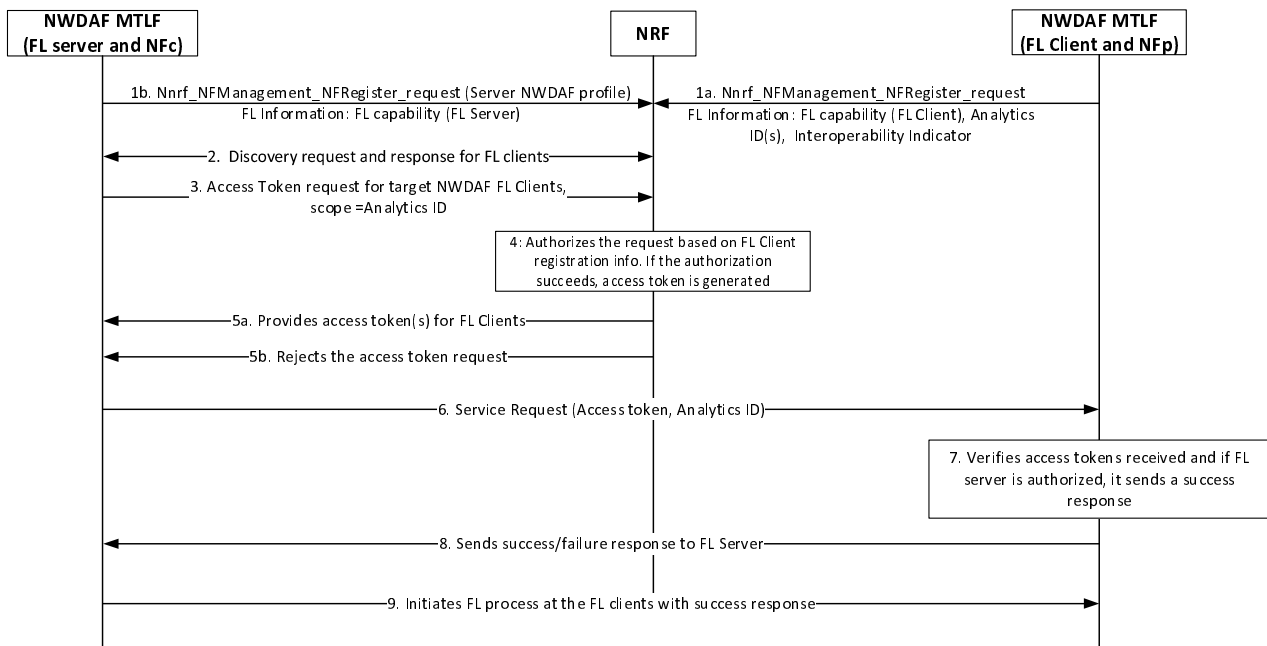 NWDAF MTLF
(FL server and NFc)
NRF
NWDAF MTLF
(FL Client and NFp)
1b. Nnrf_NFManagement_NFRegister_request (Server NWDAF profile)
FL Information: FL capability (FL Server)
1a. Nnrf_NFManagement_NFRegister_request
FL Information: FL capability (FL Client), Analytics
ID(s), Interoperability Indicator
2. Discovery request and response for FL clients
3. Access Token request for target NWDAF FL Clients,
scope =Analytics ID
4: Authorizes the request based on FL Client
registration info. If the authorization
succeeds, access token is generated
5a. Provides access token(s) for FL Clients
5b. Rejects the access token request
6. Service Request (Access token, Analytics ID)
7. Verifies access tokens received and if FL
server is authorized, it sends a success
response
8. Sends success/failure response to FL Server
9. Initiates FL process at the FL clients with success response